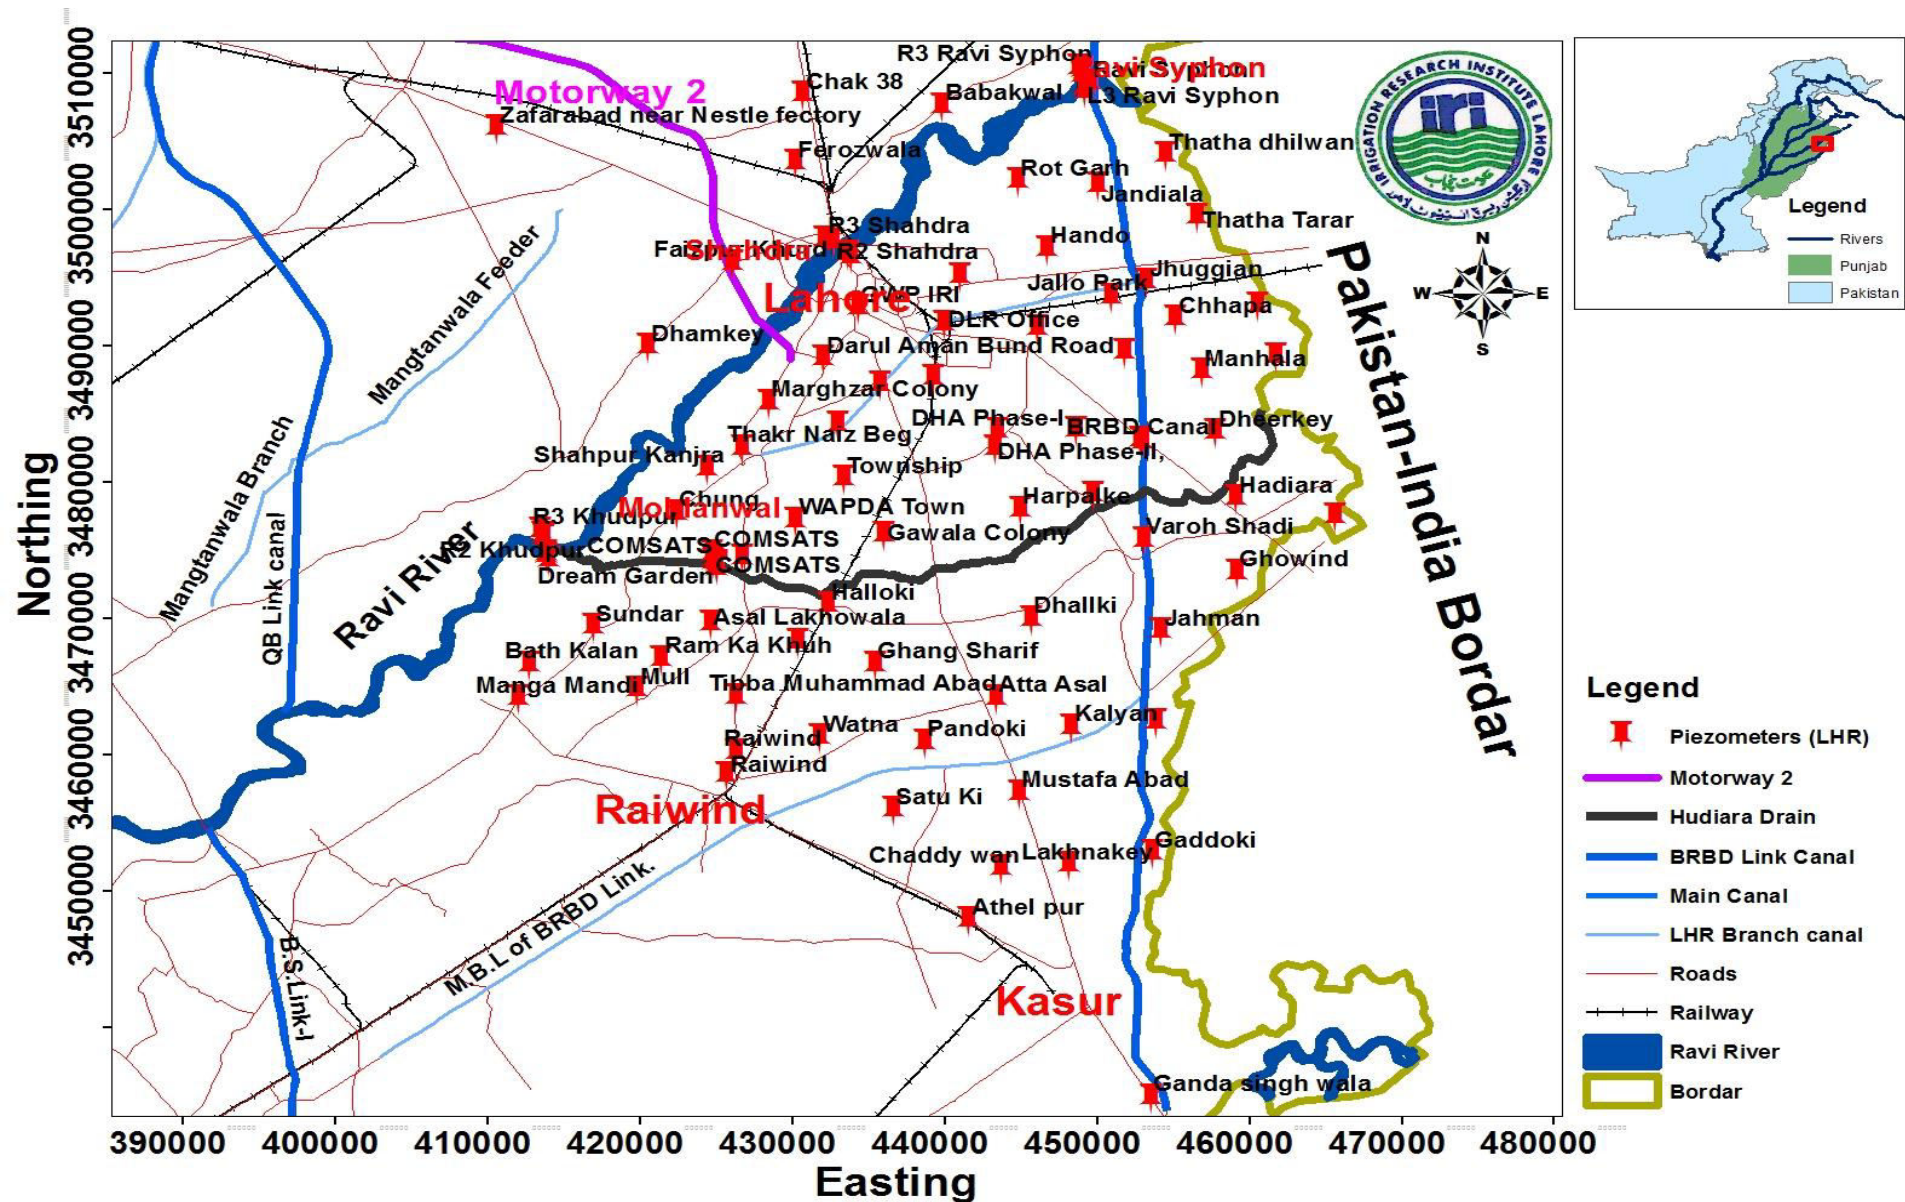 R3 Ravi Syphon
Ravi Syphon
Ravi Syphon
L3 Ravi Syphon
Motorway 2
Chak 38
Babakwal
Zafarabad near Nestle fectory
Ferozwala
Thatha dhilwan
Rot Garh
Jandiala
Thatha Tarar
IRRIGATION RESEARCH INSTITUTE LAHORE
iri
R3 Shahdra
Hando
Shahdra
R2 Shahdra
Jhuggian
Jallo Park
Lahore
GWR IRI
Chhapa
DLR Office
Dhamkey
Darul Aman Bund Road
Manhala
Marghzar Colony
DHA Phase-I
BRBD Canal
Dheerkey
Thakr Naiz Beg
DHA Phase-II,
Shahpur Kanjra
Township
Hadiara
Chung
Mohlanwal
WAPDA Town
Harpalke
R3 Khudpur
Gawala Colony
Varoh Shadi
R2 Khudpur
COMSATS
COMSATS
COMSATS
Dream Garden
Ghowind
Halloki
Sundar
Asal Lakhowala
Dhallki
Jahman
Bath Kalan
Ram Ka Khuh
Ghang Sharif
Manga Mandi
Mull
Tibba Muhammad Abad
Atta Asal
Watna
Pandoki
Kalyan
Raiwind
Raiwind
Raiwind
Mustafa Abad
Satu Ki
Chaddy wan
Lakhnakey
Gaddoki
Athel pur
Kasur
Ganda singh wala
Mangtanwala Feeder
Mangtanwala Branch
QB Link canal
Ravi River
B.S.Link-I
M.B.L of BRBD Link.
Pakistan-India Bordar
N
W
E
S
Northing
3510000
3500000
3490000
3480000
3470000
3460000
3450000
390000 400000 410000 420000 430000 440000 450000 460000 470000 480000
Easting
Legend
Rivers
Punjab
Pakistan
Legend
Piezometers (LHR)
Motorway 2
Hudiara Drain
BRBD Link Canal
Main Canal
LHR Branch canal
Roads
Railway
Ravi River
Bordar